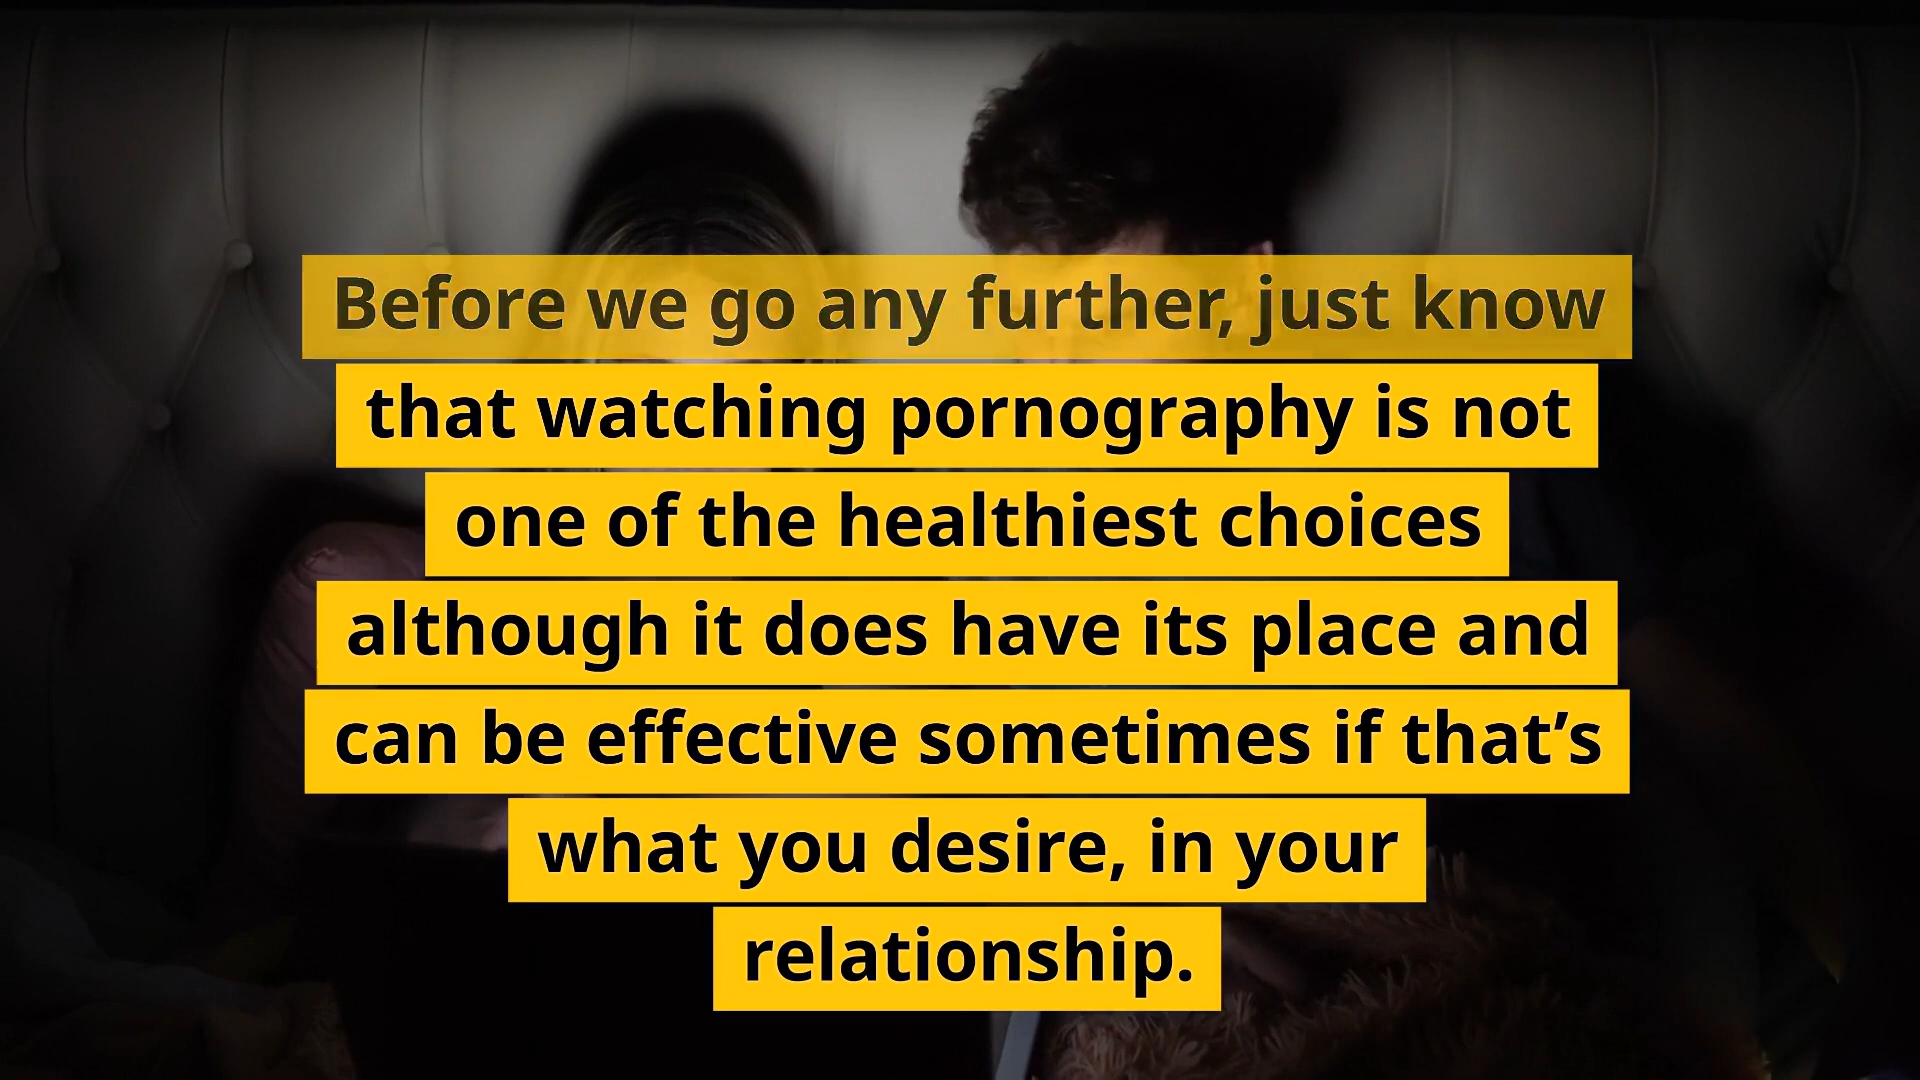 Before we go any further, just know
that watching pornography is not
one of the healthiest choices
although it does have its place and
can be effective sometimes if that’s
what you desire, in your
relationship.